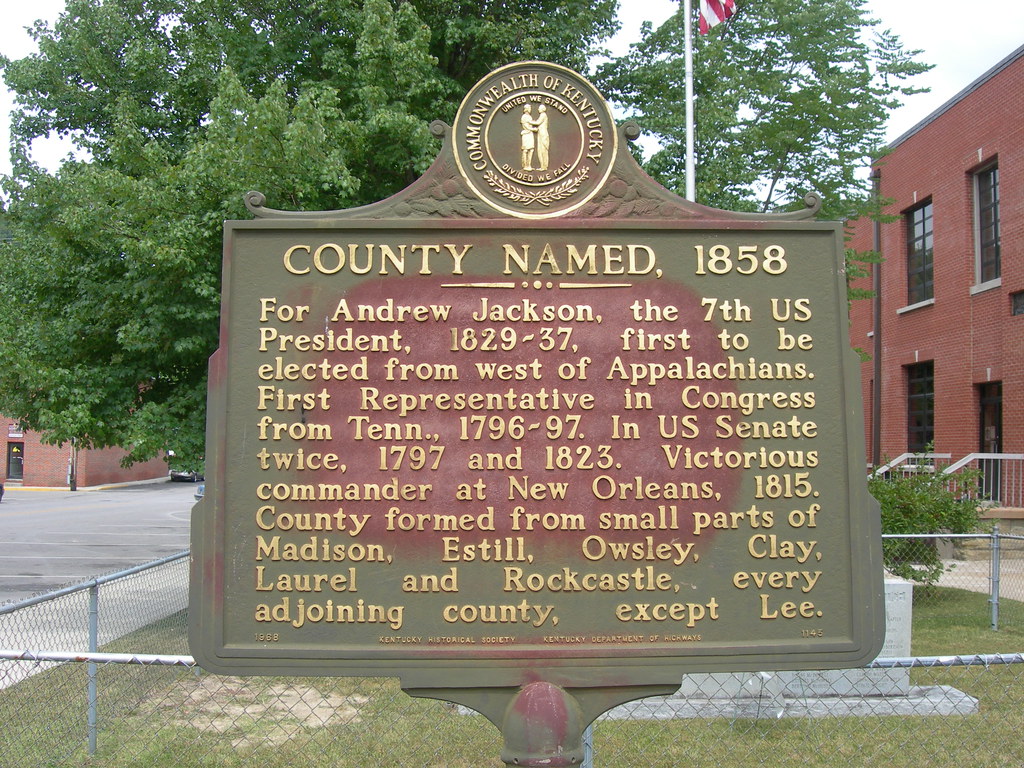 COMMONWEALTH OF KENTUCKY
UNITED WE STAND
DIVIDED WE FALL
COUNTY NAMED, 1858
For Andrew Jackson, the 7th US
President, 1829-37, first to be
elected from west of Appalachians.
First Representative in Congress
from Tenn., 1796-97. In US Senate
twice, 1797 and 1823. Victorious
commander at New Orleans, 1815.
County formed from small parts of
Madison, Estill, Owsley, Clay,
Laurel and Rockcastle, every
adjoining county, except Lee.
1968 KENTUCKY HISTORICAL SOCIETY KENTUCKY DEPARTMENT OF HIGHWAYS 1145